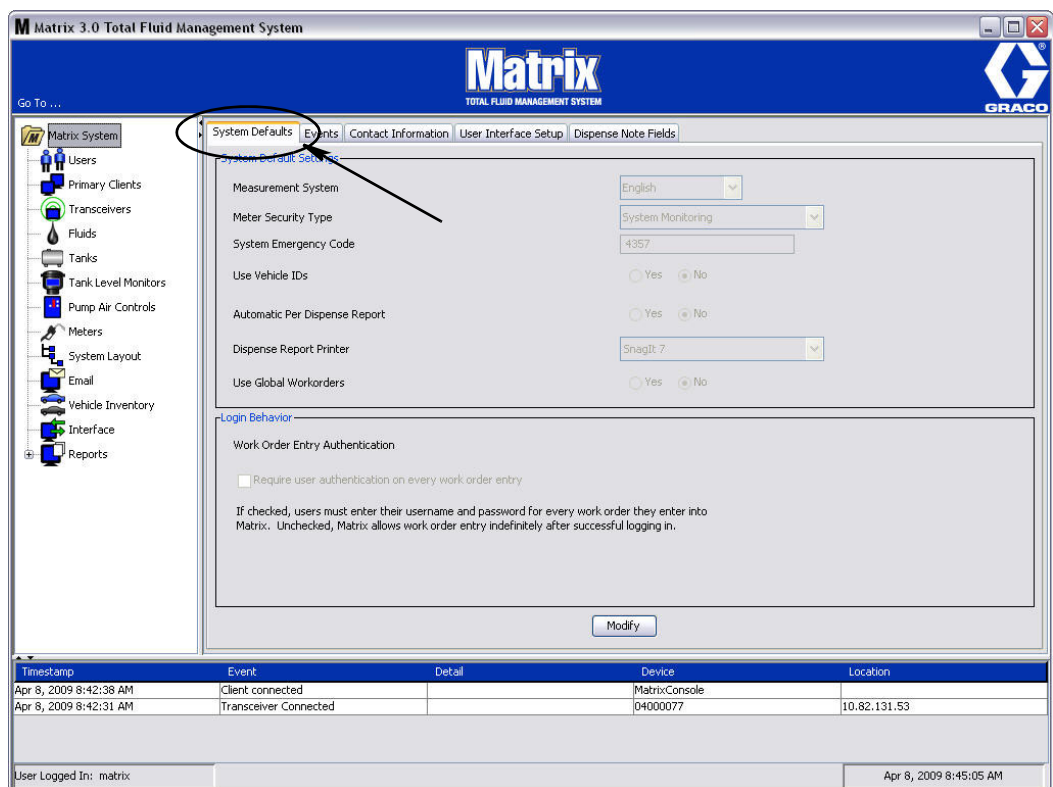 Matrix 3.0 Total Fluid Management System
Matrix
TOTAL FLUID MANAGEMENT SYSTEM
Go To ...
GRACO
Matrix System
Users
Primary Clients
Transceivers
Fluids
Tanks
Tank Level Monitors
Pump Air Controls
Meters
System Layout
Email
Vehicle Inventory
Interface
Reports
System Defaults Events Contact Information User Interface Setup Dispense Note Fields
System Default Settings
Measurement System English
Meter Security Type System Monitoring
System Emergency Code 4357
Use Vehicle IDs Yes No
Automatic Per Dispense Report Yes No
Dispense Report Printer SnagIt 7
Use Global Workorders Yes No
Login Behavior
Work Order Entry Authentication
Require user authentication on every work order entry
If checked, users must enter their username and password for every work order they enter into
Matrix. Unchecked, Matrix allows work order entry indefinitely after successful logging in.
Modify
Timestamp Event Detail Device Location
Apr 8, 2009 8:42:38 AM Client connected MatrixConsole
Apr 8, 2009 8:42:31 AM Transceiver Connected 04000077 10.82.131.53
User Logged In: matrix Apr 8, 2009 8:45:05 AM